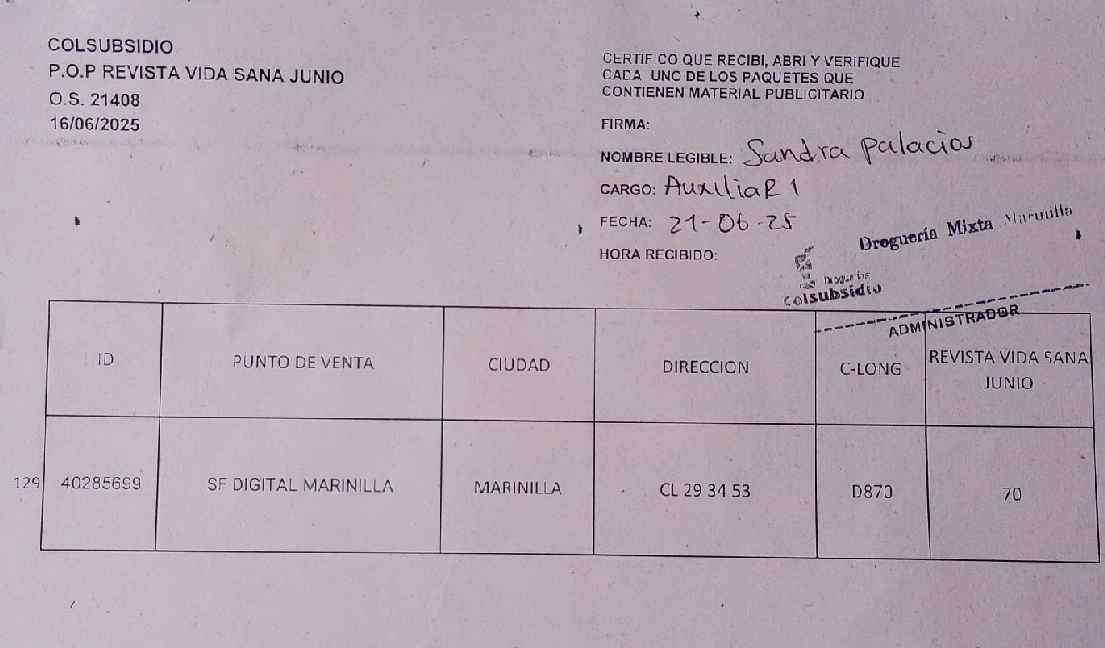 COLSUBSIDIO
P.O.P REVISTA VIDA SANA JUNIO
O.S. 21408
16/06/2025
CERTIFICO QUE RECIBI, ABRI Y VERIFIQUE
CADA UNC DE LOS PAQUETES QUE
CONTIENEN MATERIAL PUBLICITARIO
FIRMA:
NOMBRE LEGIBLE: Sandra Palacios
CARGO: AuxiliaR 1
FECHA: 21-06-25
HORA RECIBIDO:
Droguería Mixta Marinilla
Droguerías
Colsubsidio
ADMINISTRADOR
ID PUNTO DE VENTA CIUDAD DIRECCION C-LONG REVISTA VIDA SANA JUNIO
129 40285699 SF DIGITAL MARINILLA MARINILLA CL 29 34 53 D870 70